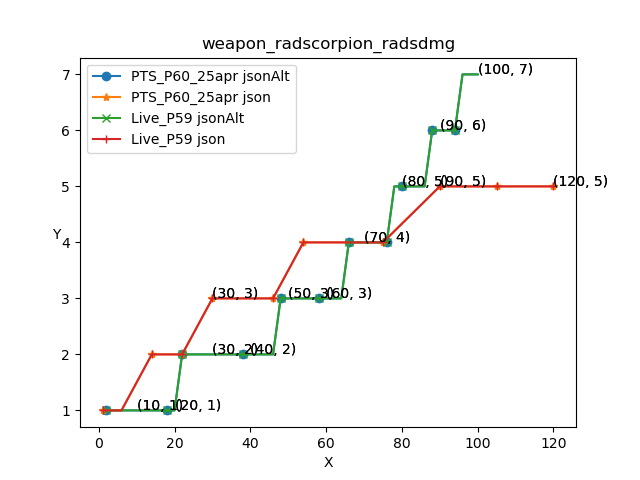 weapon_radscorpion_radsdmg
PTS_P60_25apr jsonAlt
PTS_P60_25apr json
Live_P59 jsonAlt
Live_P59 json
(100, 7)
(90, 6)
(80, 5)
(90, 5)
(120, 5)
(70, 4)
(30, 3)
(50, 3)
(60, 3)
(30, 2)
(40, 2)
(10, 1)
(20, 1)
Y
7
6
5
4
3
2
1
0 20 40 60 80 100 120
X